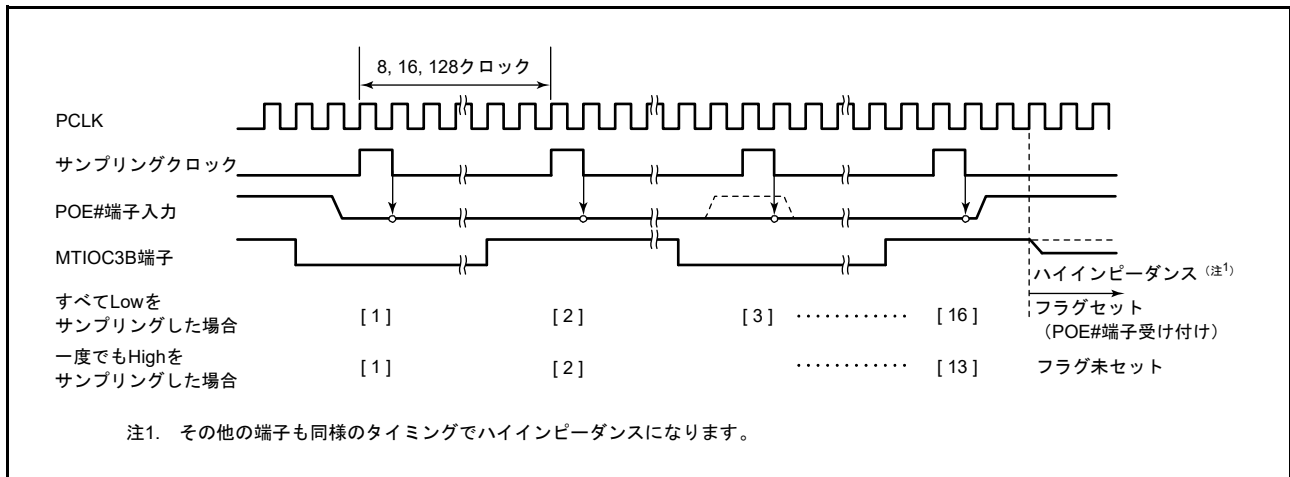 8, 16, 128クロック
PCLK
サンプリングクロック
POE#端子入力
MTIOC3B端子
ハイインピーダンス（注1）
すべてLowを
サンプリングした場合
[ 1 ]
[ 2 ]
[ 3 ]
............
[ 16 ]
フラグセット
（POE#端子受け付け）
一度でもHighを
サンプリングした場合
[ 1 ]
[ 2 ]
............
[ 13 ]
フラグ未セット
注1. その他の端子も同様のタイミングでハイインピーダンスになります。